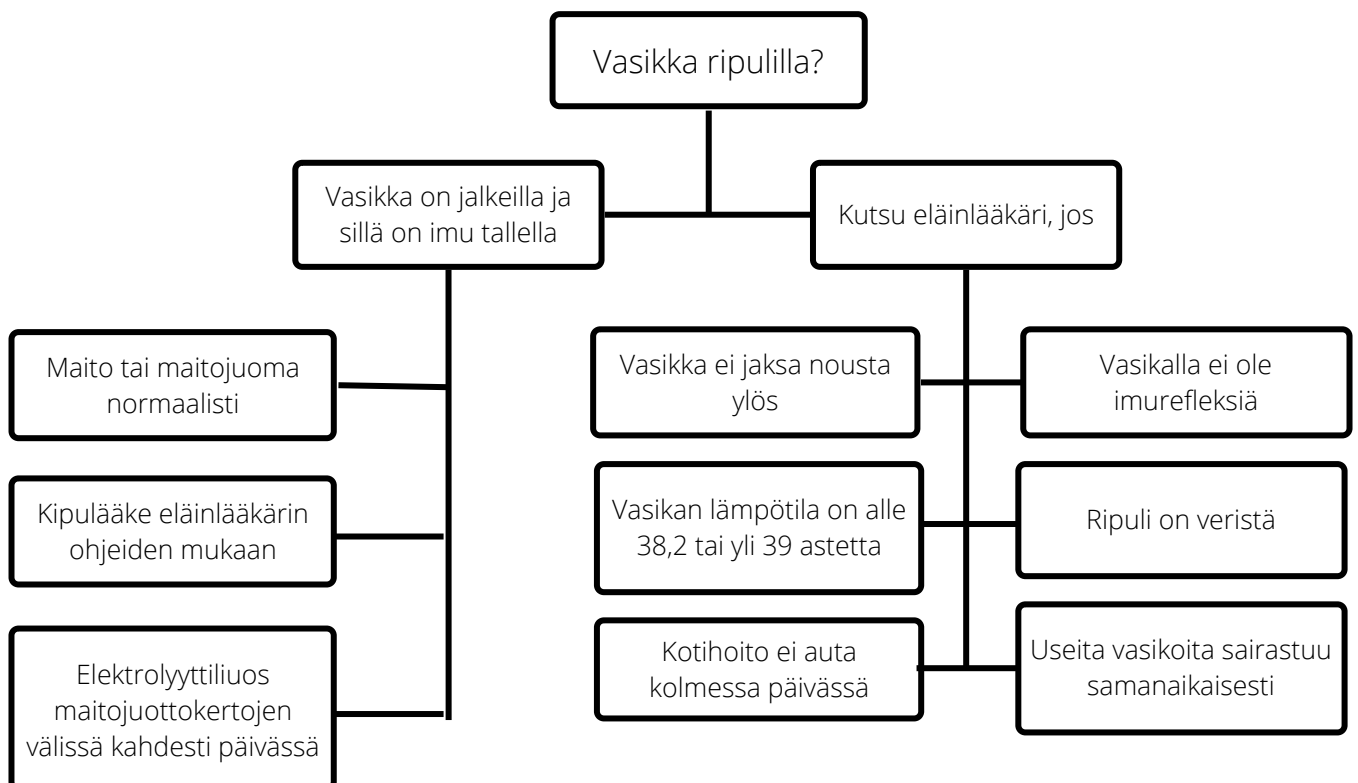 Vasikka ripulilla?
Vasikka on jalkeilla ja
sillä on imu tallella
Kutsu eläinlääkäri, jos
Maito tai maitojuoma
normaalisti
Kipulääke eläinlääkärin
ohjeiden mukaan
Elektrolyyttiliuos
maitojuottokertojen
välissä kahdesti päivässä
Vasikka ei jaksa nousta
ylös
Vasikalla ei ole
imurefleksiä
Vasikan lämpötila on alle
38,2 tai yli 39 astetta
Ripuli on veristä
Kotihoito ei auta
kolmessa päivässä
Useita vasikoita sairastuu
samanaikaisesti